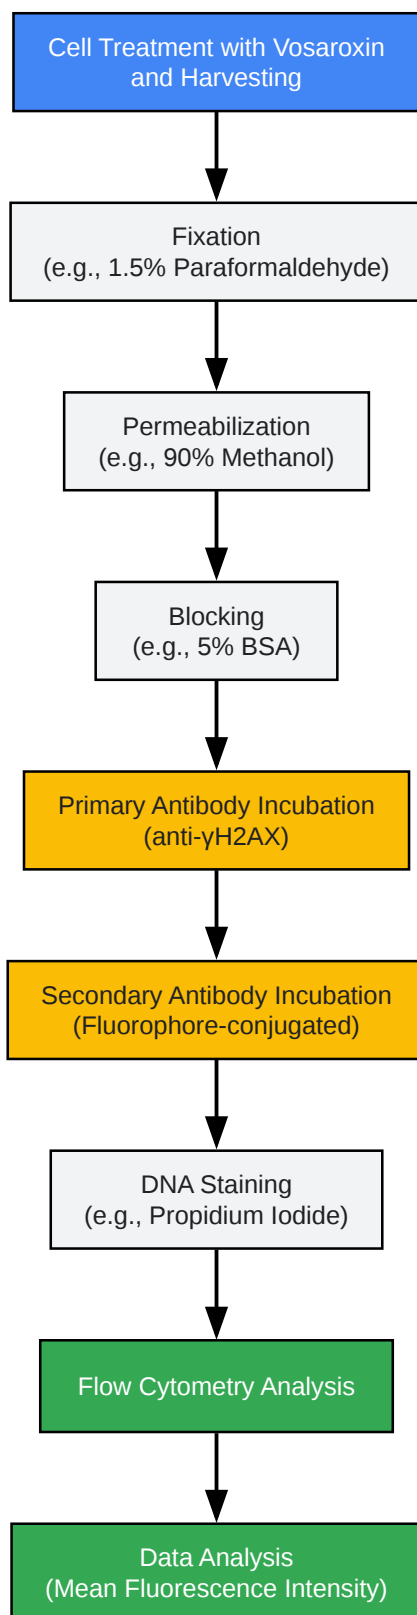 Cell Treatment with Vosaroxin
and Harvesting
Fixation
(e.g., 1.5% Paraformaldehyde)
Permeabilization
(e.g., 90% Methanol)
Blocking
(e.g., 5% BSA)
Primary Antibody Incubation
(anti-γH2AX)
Secondary Antibody Incubation
(Fluorophore-conjugated)
DNA Staining
(e.g., Propidium Iodide)
Flow Cytometry Analysis
Data Analysis
(Mean Fluorescence Intensity)